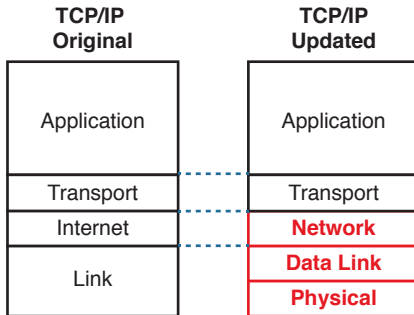 TCP/IP
Original
TCP/IP
Updated
Application
Application
Transport
Transport
Internet
Network
Link
Data Link
Physical